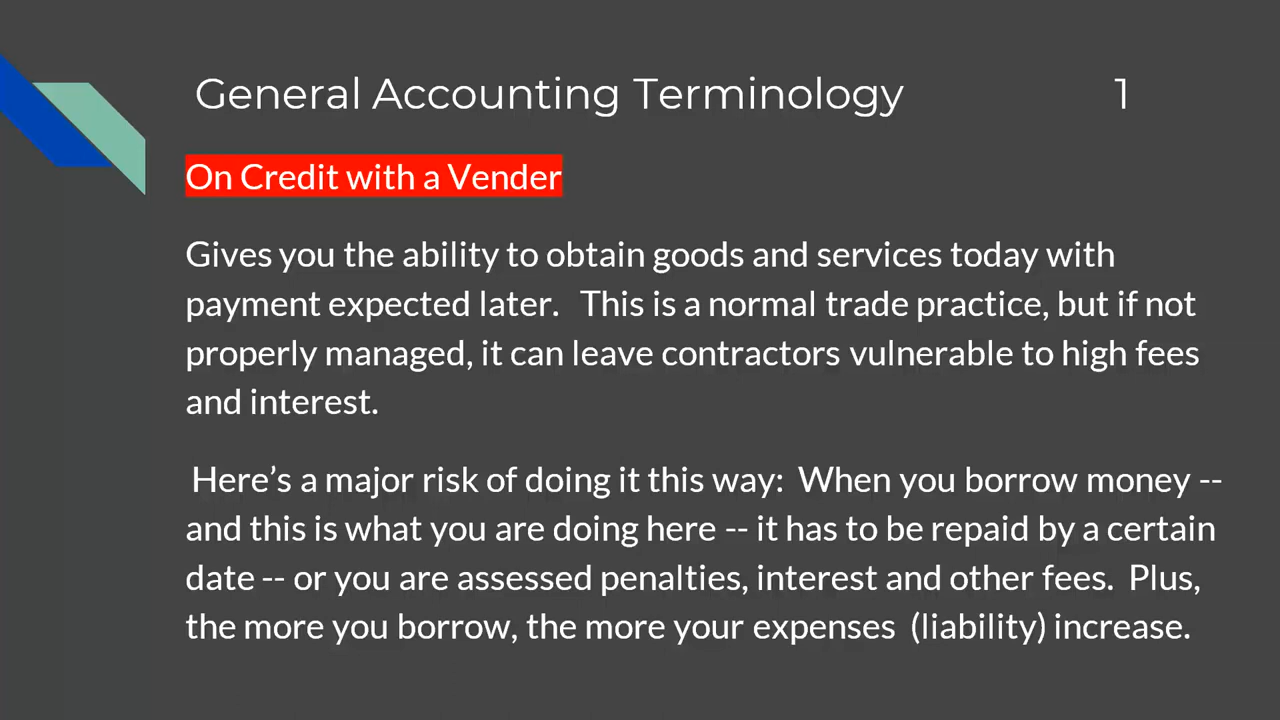 General Accounting Terminology 1
On Credit with a Vender
Gives you the ability to obtain goods and services today with
payment expected later. This is a normal trade practice, but if not
properly managed, it can leave contractors vulnerable to high fees
and interest.
Here’s a major risk of doing it this way: When you borrow money --
and this is what you are doing here -- it has to be repaid by a certain
date -- or you are assessed penalties, interest and other fees. Plus,
the more you borrow, the more your expenses (liability) increase.